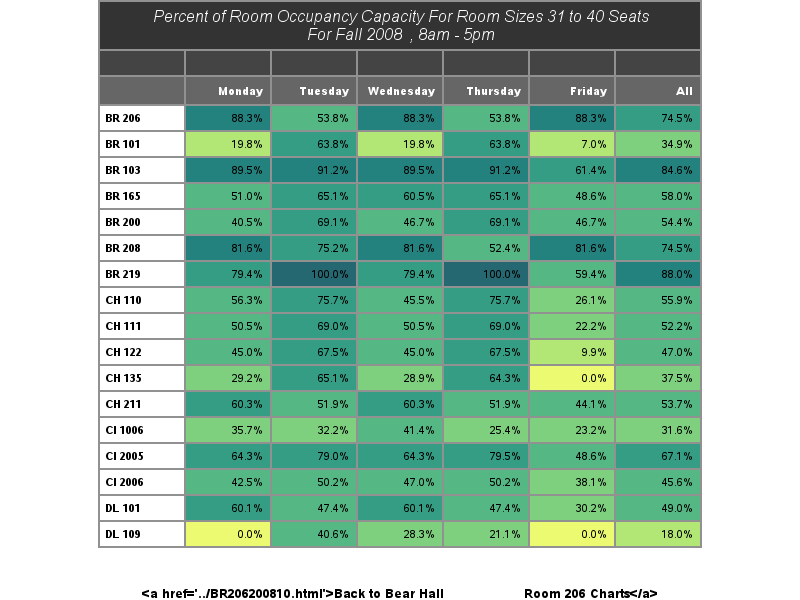 Percent of Room Occupancy Capacity For Room Sizes 31 to 40 Seats
For Fall 2008 , 8am - 5pm
Monday Tuesday Wednesday Thursday Friday All
BR 206 88.3% 53.8% 88.3% 53.8% 88.3% 74.5%
BR 101 19.8% 63.8% 19.8% 63.8% 7.0% 34.9%
BR 103 89.5% 91.2% 89.5% 91.2% 61.4% 84.6%
BR 165 51.0% 65.1% 60.5% 65.1% 48.6% 58.0%
BR 200 40.5% 69.1% 46.7% 69.1% 46.7% 54.4%
BR 208 81.6% 75.2% 81.6% 52.4% 81.6% 74.5%
BR 219 79.4% 100.0% 79.4% 100.0% 59.4% 88.0%
CH 110 56.3% 75.7% 45.5% 75.7% 26.1% 55.9%
CH 111 50.5% 69.0% 50.5% 69.0% 22.2% 52.2%
CH 122 45.0% 67.5% 45.0% 67.5% 9.9% 47.0%
CH 135 29.2% 65.1% 28.9% 64.3% 0.0% 37.5%
CH 211 60.3% 51.9% 60.3% 51.9% 44.1% 53.7%
CI 1006 35.7% 32.2% 41.4% 25.4% 23.2% 31.6%
CI 2005 64.3% 79.0% 64.3% 79.5% 48.6% 67.1%
CI 2006 42.5% 50.2% 47.0% 50.2% 38.1% 45.6%
DL 101 60.1% 47.4% 60.1% 47.4% 30.2% 49.0%
DL 109 0.0% 40.6% 28.3% 21.1% 0.0% 18.0%
<a href='../BR206200810.html'>Back to Bear Hall Room 206 Charts</a>